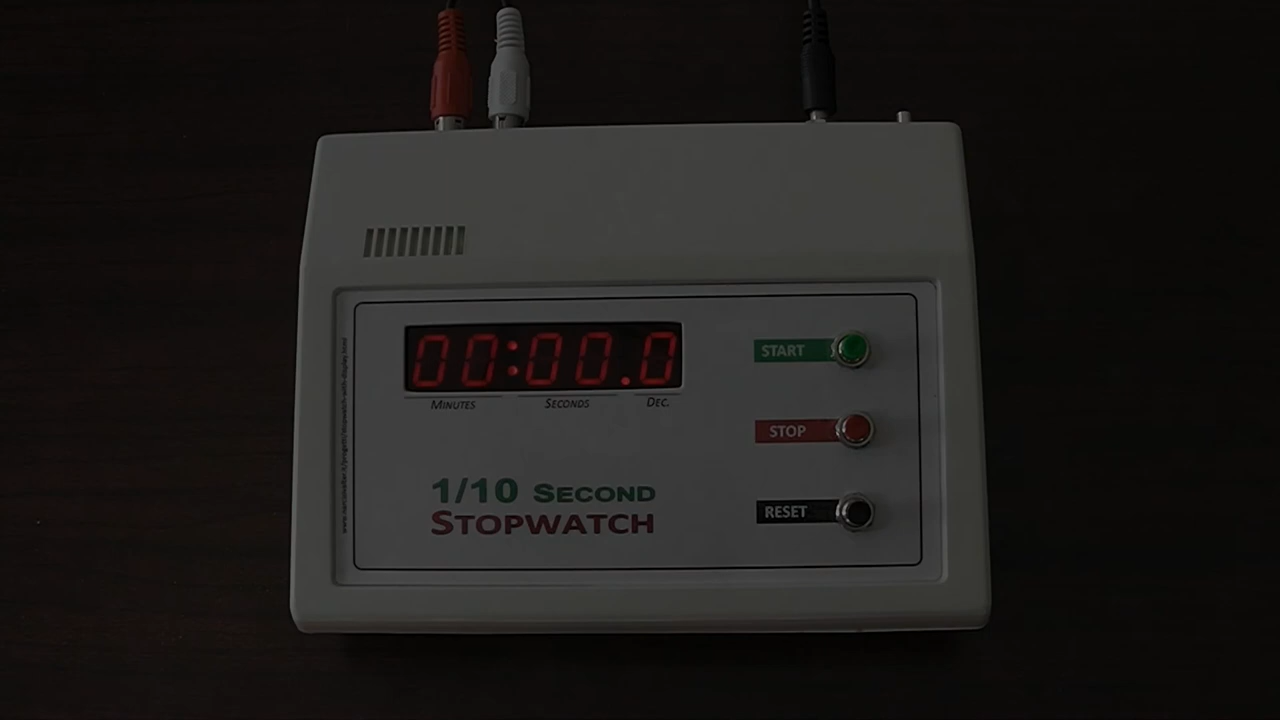 00:00.0
MINUTES SECONDS DEC.
START
STOP
RESET
1/10 SECOND
STOPWATCH